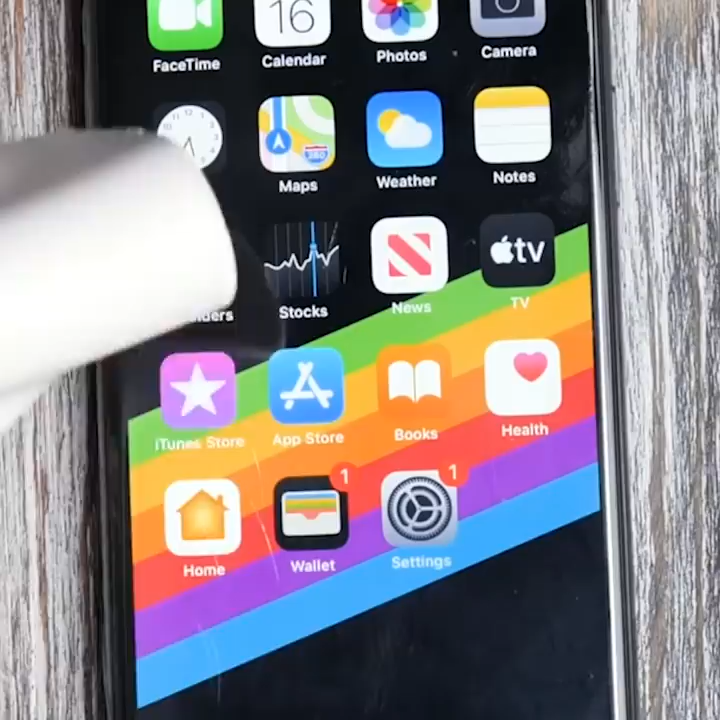 16
FaceTime
Calendar
Photos
Camera
280
Maps
Weather
Notes
tv
Stocks
News
TV
iTunes Store
App Store
Books
Health
1
1
Home
Wallet
Settings